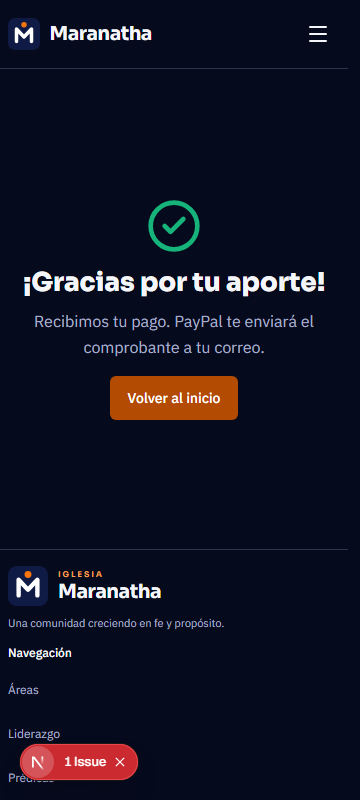 Maranatha
¡Gracias por tu aporte!
Recibimos tu pago. PayPal te enviará el
comprobante a tu correo.
Volver al inicio
IGLESIA
Maranatha
Una comunidad creciendo en fe y propósito.
Navegación
Áreas
Liderazgo
N 1 Issue